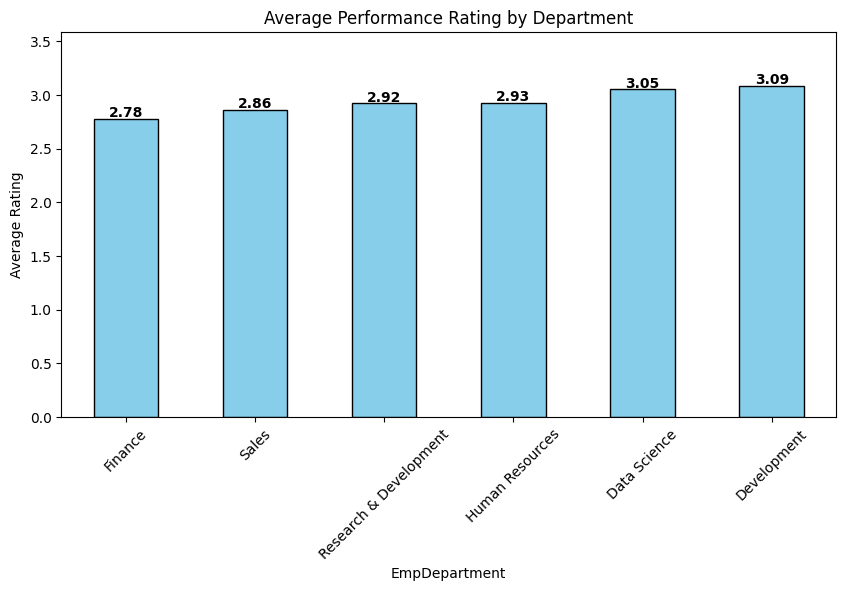 Average Performance Rating by Department
Average Rating
3.5
3.0
2.5
2.0
1.5
1.0
0.5
0.0
2.78
2.86
2.92
2.93
3.05
3.09
Finance
Sales
Research & Development
Human Resources
Data Science
Development
EmpDepartment